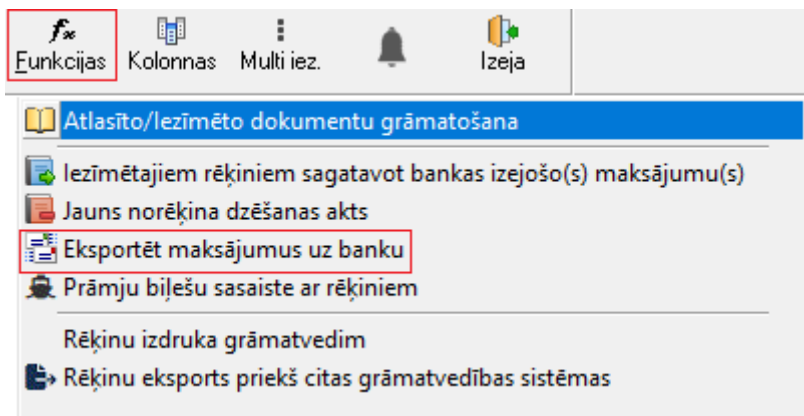 fx
Funkcijas Kolonnas Multi iez. Izeja
Atlasīto/Iezīmēto dokumentu grāmatošana
Iezīmētajiem rēķiniem sagatavot bankas izejošo(s) maksājumu(s)
Jauns norēķina dzēšanas akts
Eksportēt maksājumus uz banku
Prāmju biļešu sasaiste ar rēķiniem
Rēķinu izdruka grāmatvedim
Rēķinu eksports priekš citas grāmatvedības sistēmas